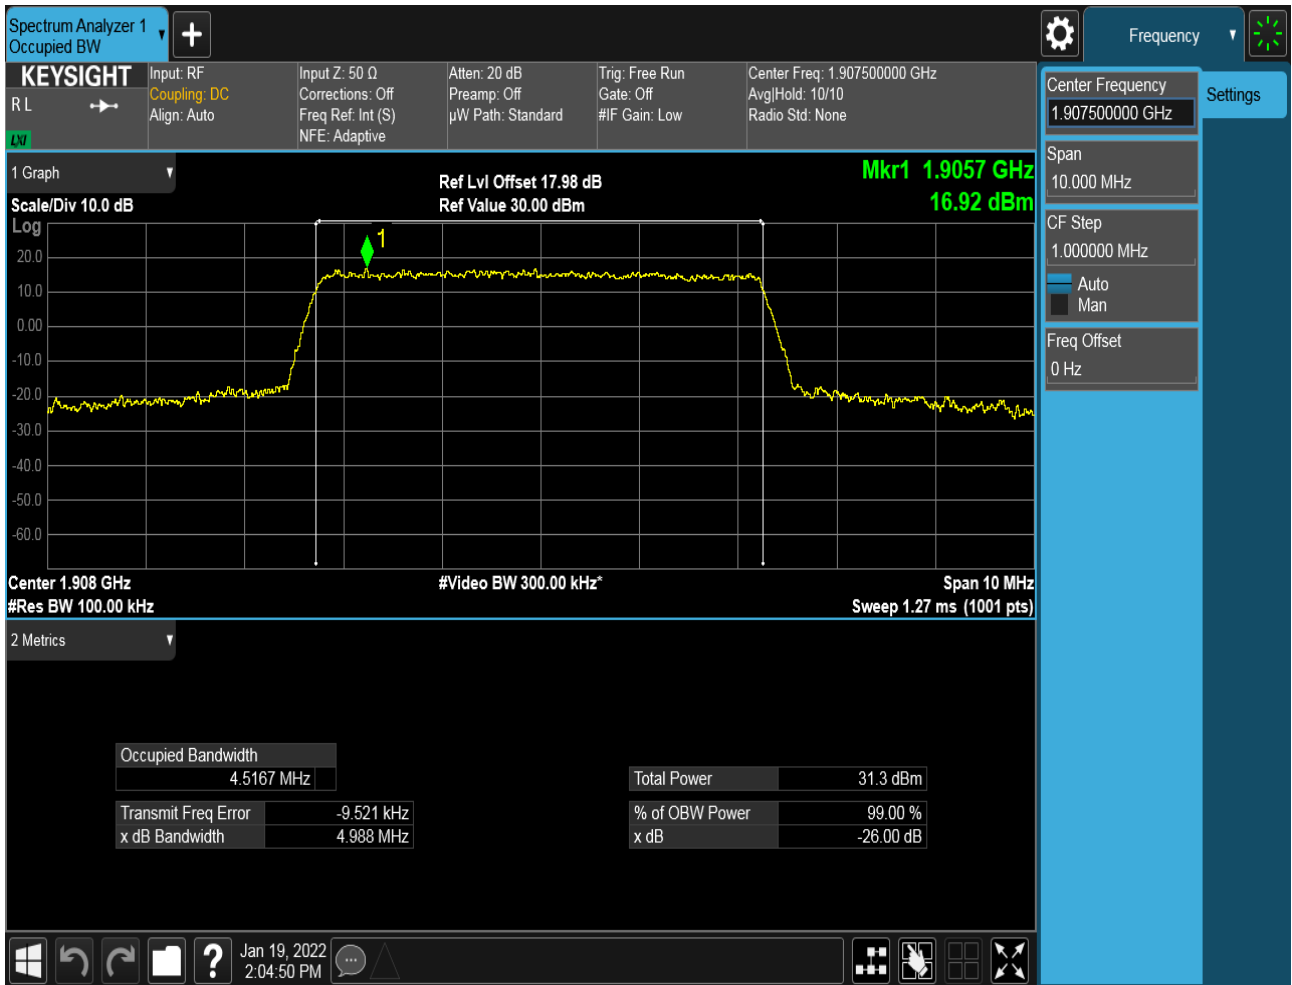 Spectrum Analyzer 1
Occupied BW
Frequency
KEYSIGHT
R L
LXI
Input: RF
Coupling: DC
Align: Auto
Input Z: 50 Ω
Corrections: Off
Freq Ref: Int (S)
NFE: Adaptive
Atten: 20 dB
Preamp: Off
µW Path: Standard
Trig: Free Run
Gate: Off
#IF Gain: Low
Center Freq: 1.907500000 GHz
Avg|Hold: 10/10
Radio Std: None
Center Frequency
1.907500000 GHz
Settings
Span
10.000 MHz
CF Step
1.000000 MHz
Auto
Man
Freq Offset
0 Hz
1 Graph
Scale/Div 10.0 dB
Ref Lvl Offset 17.98 dB
Ref Value 30.00 dBm
Mkr1 1.9057 GHz
16.92 dBm
Log
1
20.0
10.0
0.00
-10.0
-20.0
-30.0
-40.0
-50.0
-60.0
Center 1.908 GHz
#Video BW 300.00 kHz*
Span 10 MHz
#Res BW 100.00 kHz
Sweep 1.27 ms (1001 pts)
2 Metrics
Occupied Bandwidth
4.5167 MHz
Total Power 31.3 dBm
Transmit Freq Error -9.521 kHz
% of OBW Power 99.00 %
x dB Bandwidth 4.988 MHz
x dB -26.00 dB
?
Jan 19, 2022
2:04:50 PM